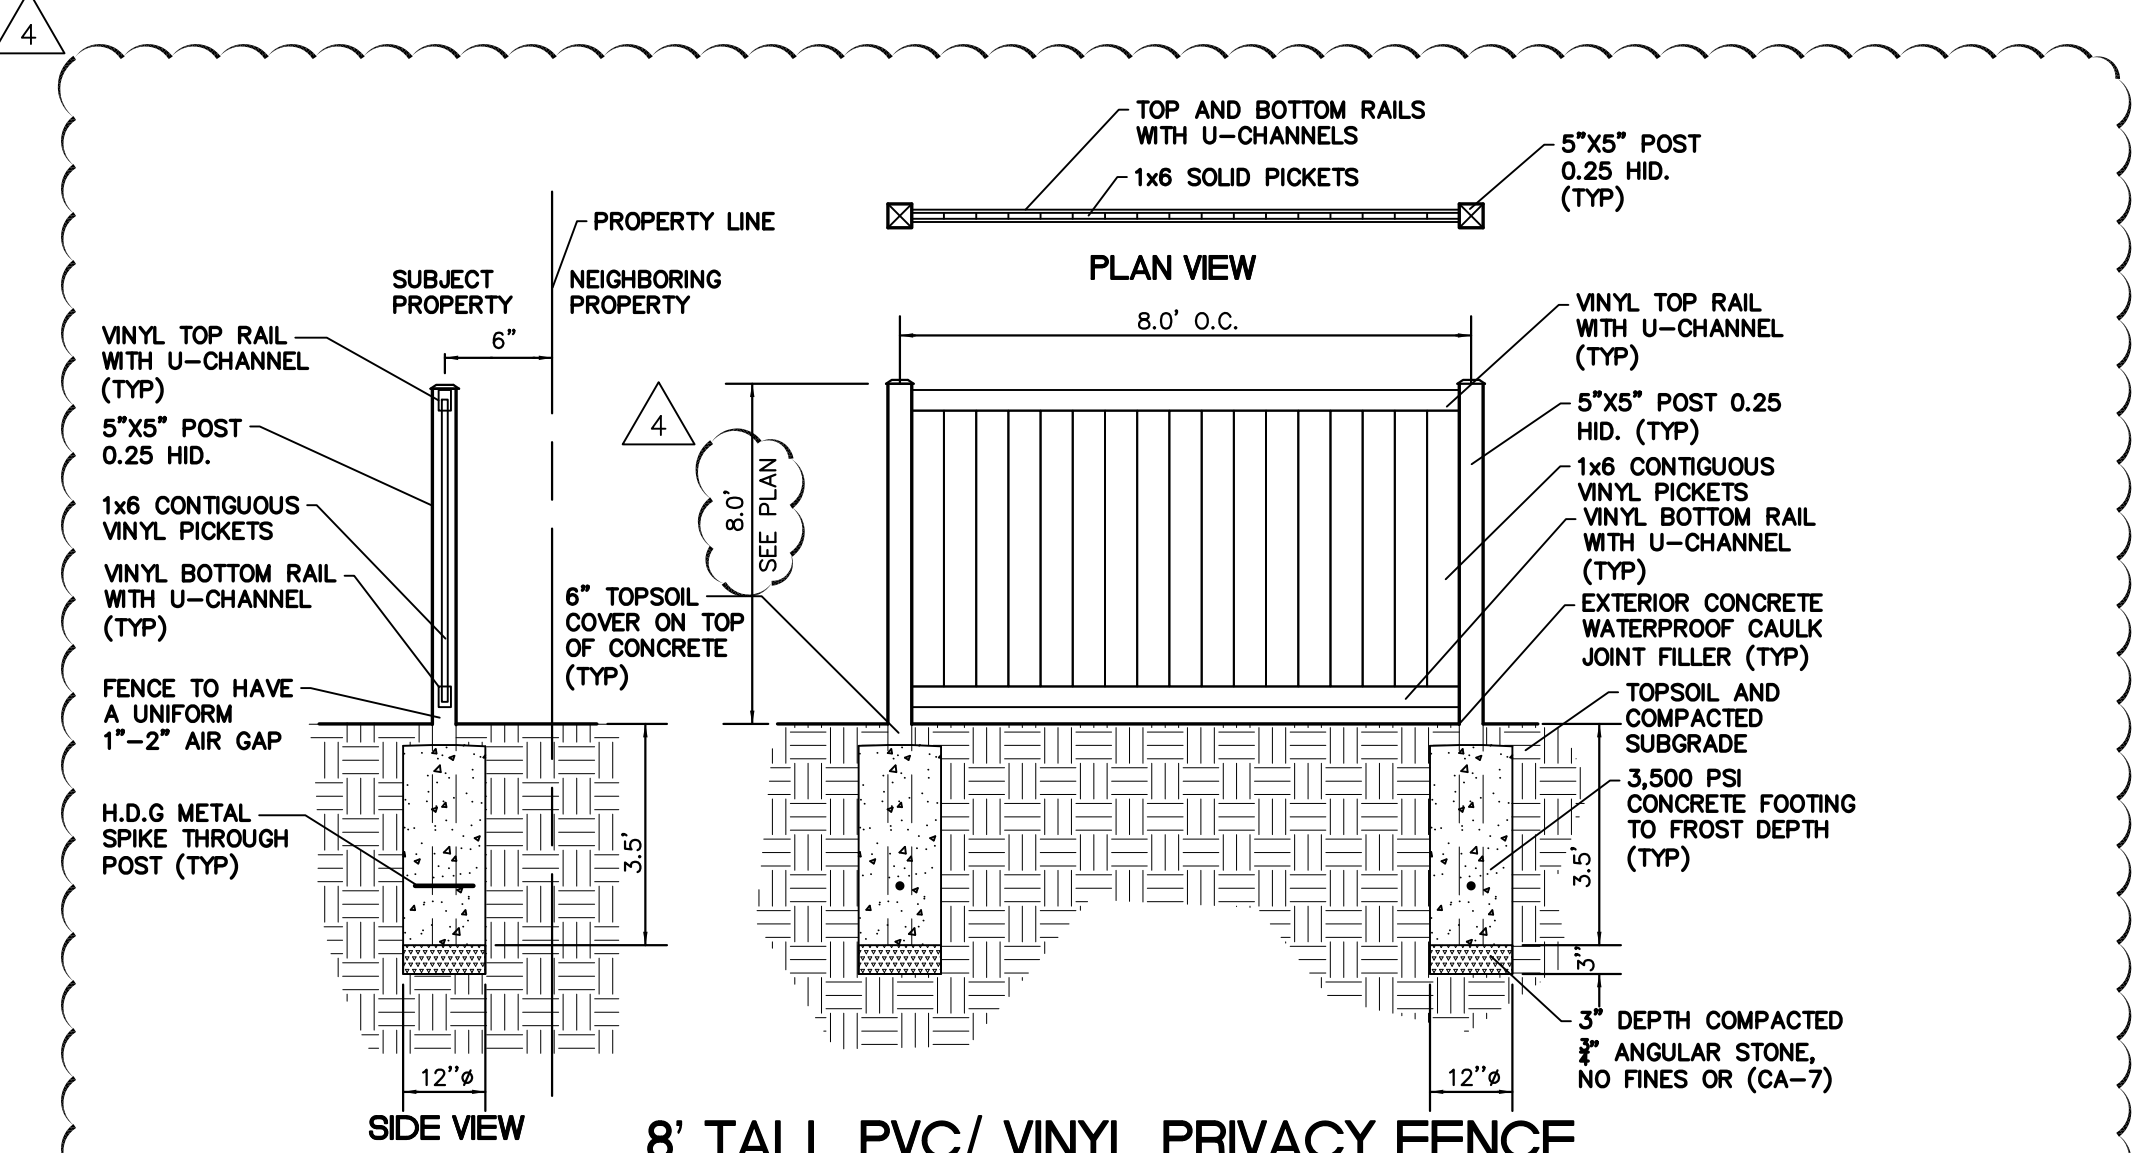 4
TOP AND BOTTOM RAILS
WITH U-CHANNELS
1x6 SOLID PICKETS
5"X5" POST
0.25 HID.
(TYP)
PLAN VIEW
PROPERTY LINE
SUBJECT
PROPERTY
NEIGHBORING
PROPERTY
6"
VINYL TOP RAIL
WITH U-CHANNEL
(TYP)
5"X5" POST
0.25 HID.
1x6 CONTIGUOUS
VINYL PICKETS
VINYL BOTTOM RAIL
WITH U-CHANNEL
(TYP)
FENCE TO HAVE
A UNIFORM
1"-2" AIR GAP
H.D.G METAL
SPIKE THROUGH
POST (TYP)
3.5'
12"ø
SIDE VIEW
4
8.0'
SEE PLAN
6" TOPSOIL
COVER ON TOP
OF CONCRETE
(TYP)
8.0' O.C.
VINYL TOP RAIL
WITH U-CHANNEL
(TYP)
5"X5" POST 0.25
HID. (TYP)
1x6 CONTIGUOUS
VINYL PICKETS
VINYL BOTTOM RAIL
WITH U-CHANNEL
(TYP)
EXTERIOR CONCRETE
WATERPROOF CAULK
JOINT FILLER (TYP)
TOPSOIL AND
COMPACTED
SUBGRADE
3,500 PSI
CONCRETE FOOTING
TO FROST DEPTH
(TYP)
3.5'
3"
3" DEPTH COMPACTED
3/4" ANGULAR STONE,
NO FINES OR (CA-7)
12"ø
8' TALL PVC/ VINYL PRIVACY FENCE